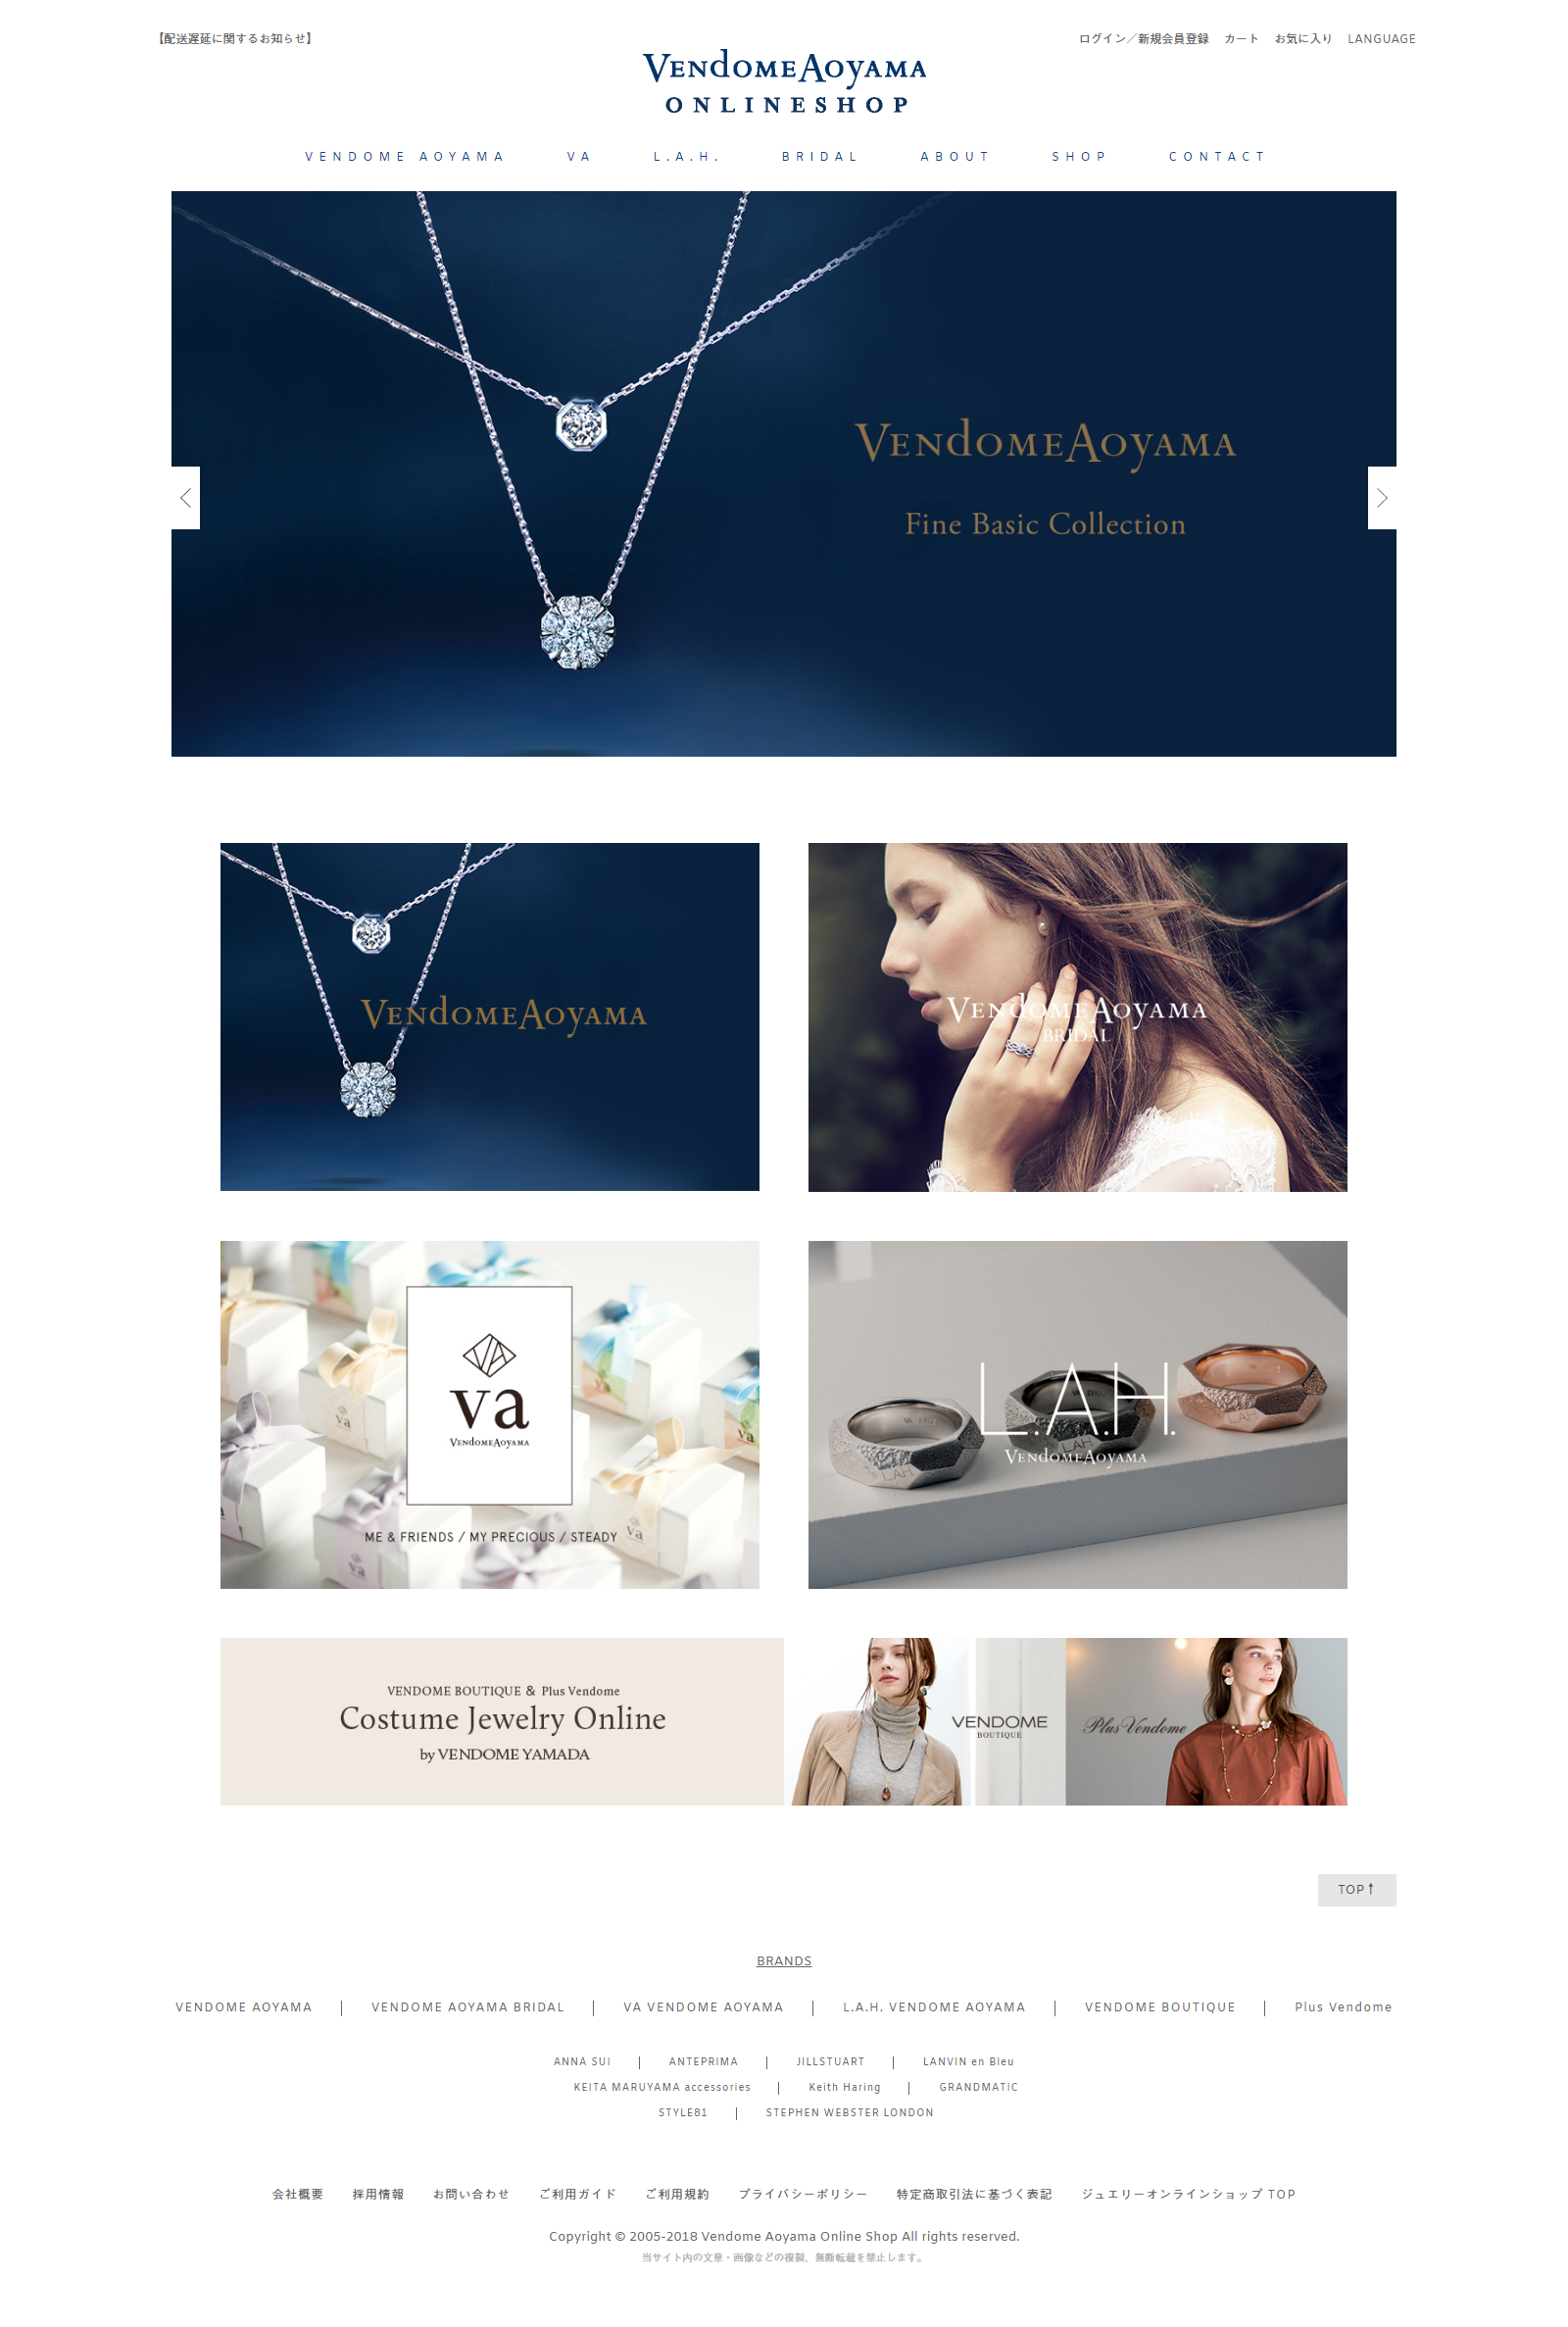 【配送遅延に関するお知らせ】
ログイン／新規会員登録 カート お気に入り LANGUAGE
VENDOMEAOYAMA
ONLINESHOP
VENDOME AOYAMA VA L.A.H. BRIDAL ABOUT SHOP CONTACT
VENDOMEAOYAMA
Fine Basic Collection
VENDOMEAOYAMA
VENDOMEAOYAMA
BRIDAL
VA
va
VENDOMEAOYAMA
ME & FRIENDS / MY PRECIOUS / STEADY
L.A.H.
VENDOMEAOYAMA
VENDOME BOUTIQUE & Plus Vendome
Costume Jewelry Online
by VENDOME YAMADA
VENDOME
BOUTIQUE
Plus Vendome
TOP↑
BRANDS
VENDOME AOYAMA | VENDOME AOYAMA BRIDAL | VA VENDOME AOYAMA | L.A.H. VENDOME AOYAMA | VENDOME BOUTIQUE | Plus Vendome
ANNA SUI | ANTEPRIMA | JILLSTUART | LANVIN en Bleu
KEITA MARUYAMA accessories | Keith Haring | GRANDMATIC
STYLE81 | STEPHEN WEBSTER LONDON
会社概要 採用情報 お問い合わせ ご利用ガイド ご利用規約 プライバシーポリシー 特定商取引法に基づく表記 ジュエリーオンラインショップ TOP
Copyright © 2005-2018 Vendome Aoyama Online Shop All rights reserved.
当サイト内の文章・画像などの複製、無断転載を禁止します。